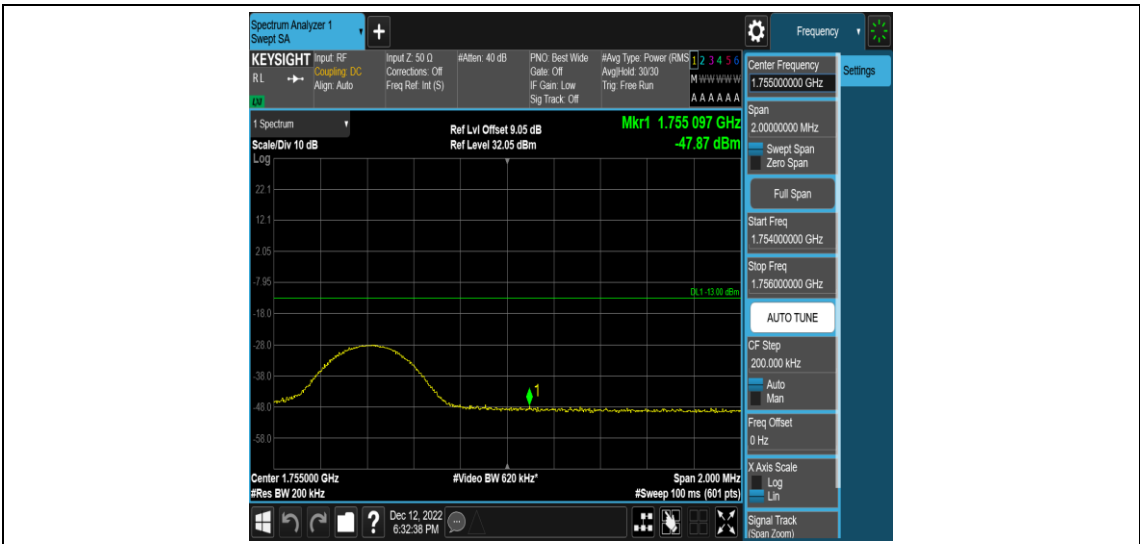 Spectrum Analyzer 1
Swept SA
+
Frequency
KEYSIGHT
RL
LXI
Input: RF
Coupling: DC
Align: Auto
Input Z: 50 Ω
Corrections: Off
Freq Ref: Int (S)
#Atten: 40 dB
PNO: Best Wide
Gate: Off
IF Gain: Low
Sig Track: Off
#Avg Type: Power (RMS
Avg|Hold: 30/30
Trig: Free Run
1 2 3 4 5 6
M W W W W W
A A A A A A
Center Frequency
1.755000000 GHz
Settings
Span
2.00000000 MHz
Swept Span
Zero Span
Full Span
Start Freq
1.754000000 GHz
Stop Freq
1.756000000 GHz
AUTO TUNE
CF Step
200.000 kHz
Auto
Man
Freq Offset
0 Hz
X Axis Scale
Log
Lin
Signal Track
(Span Zoom)
1 Spectrum
Scale/Div 10 dB
Log
Ref Lvl Offset 9.05 dB
Ref Level 32.05 dBm
Mkr1 1.755 097 GHz
-47.87 dBm
22.1
12.1
2.05
-7.95
DL1 -13.00 dBm
-18.0
-28.0
-38.0
1
-48.0
-58.0
Center 1.755000 GHz
#Video BW 620 kHz*
Span 2.000 MHz
#Res BW 200 kHz
#Sweep 100 ms (601 pts)
?
Dec 12, 2022
6:32:38 PM